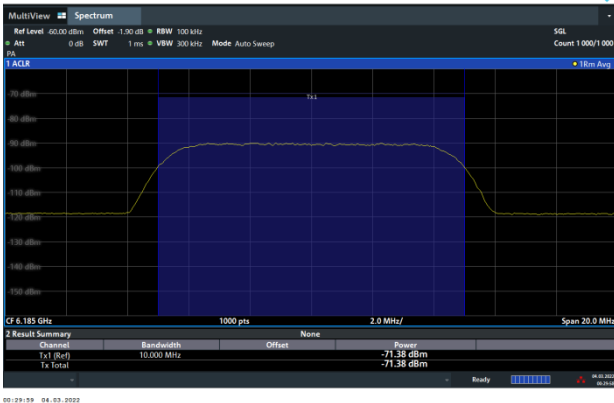 MultiView Spectrum
Ref Level -60.00 dBm Offset -1.90 dB RBW 100 kHz SGL
Att 0 dB SWT 1 ms VBW 300 kHz Mode Auto Sweep Count 1000/1000
PA
1 ACLR 1Rm Avg
Tx1
-70 dBm
-80 dBm
-90 dBm
-100 dBm
-110 dBm
-120 dBm
-130 dBm
-140 dBm
-150 dBm
CF 6.185 GHz 1000 pts 2.0 MHz/ Span 20.0 MHz
2 Result Summary None
Channel Bandwidth Offset Power
Tx1 (Ref) 10.000 MHz -71.38 dBm
Tx Total -71.38 dBm
Ready 04.03.2022
00:29:58
00:29:59 04.03.2022